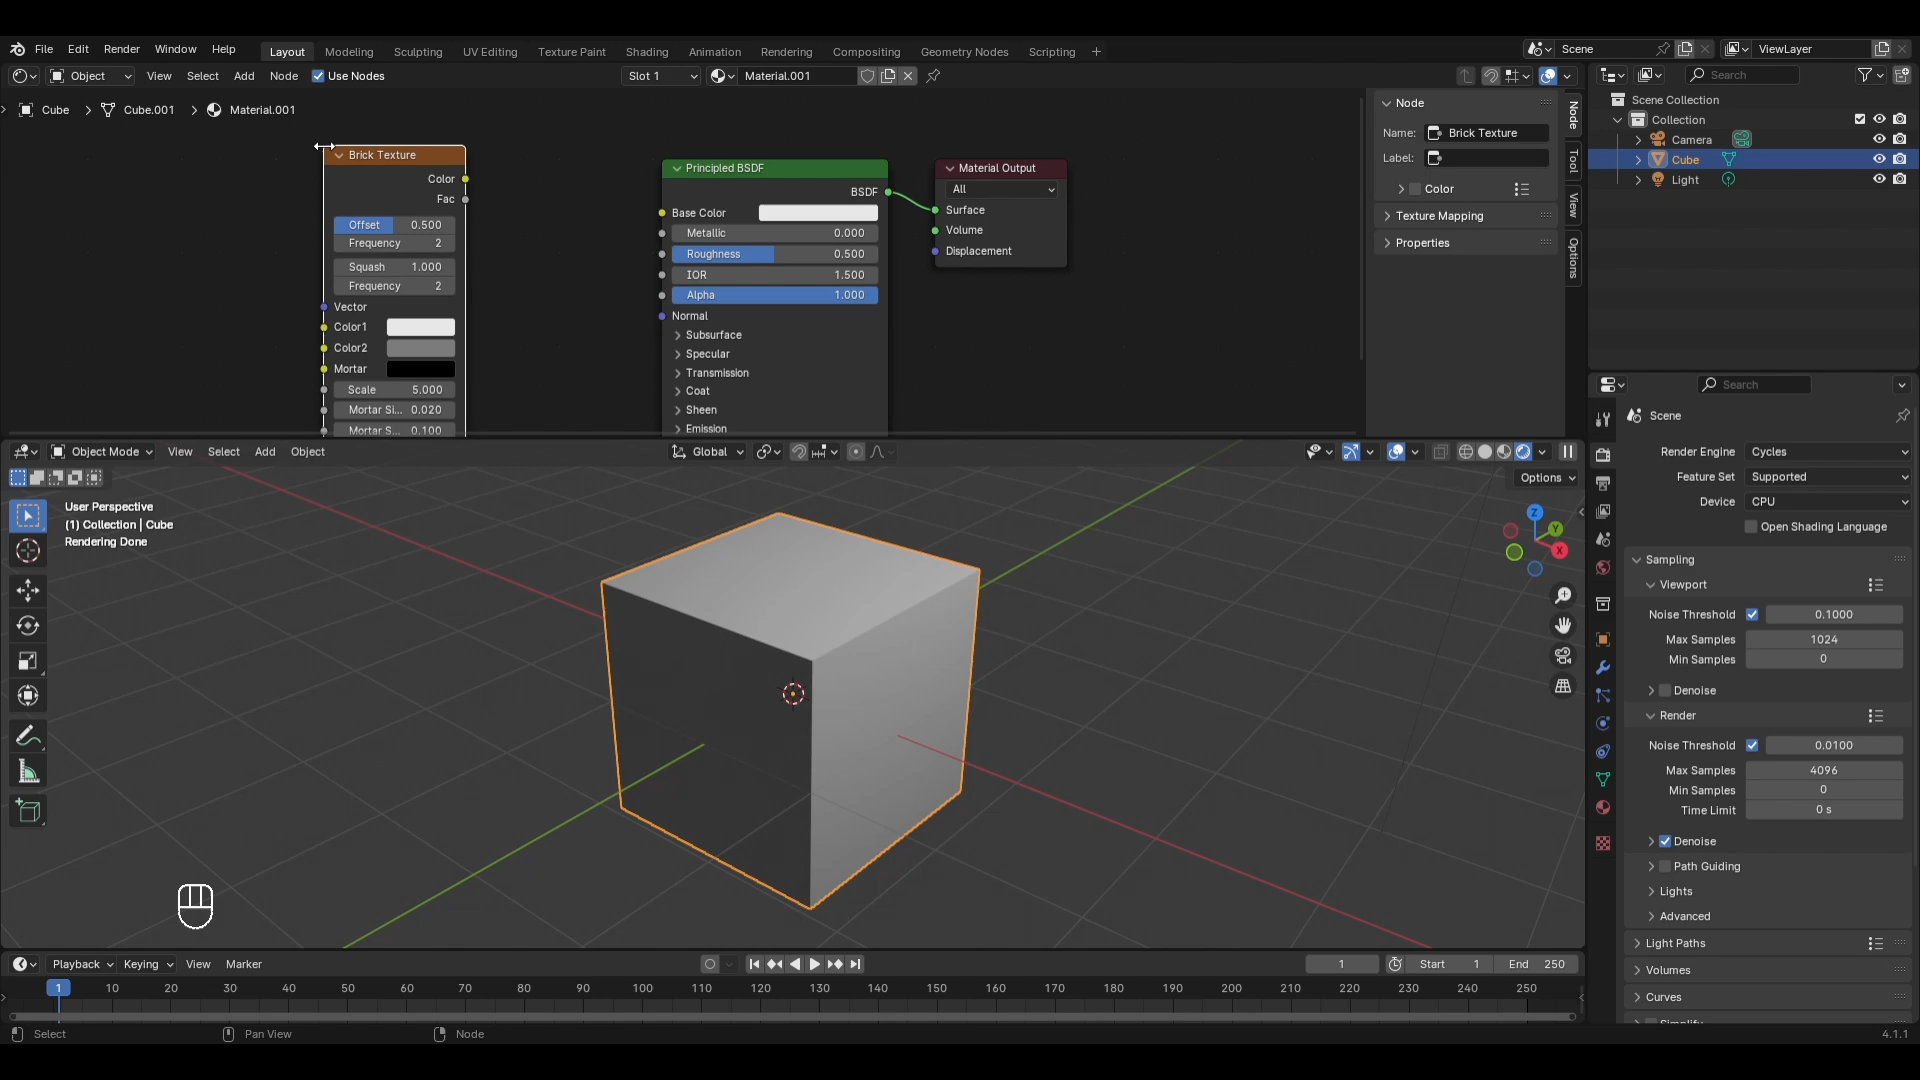 File Edit Render Window Help Layout Modeling Sculpting UV Editing Texture Paint Shading Animation Rendering Compositing Geometry Nodes Scripting + Scene ViewLayer
Object View Select Add Node Use Nodes Slot 1 Material.001 Search
Cube > Cube.001 > Material.001
Brick Texture
Color
Fac
Offset 0.500
Frequency 2
Squash 1.000
Frequency 2
Vector
Color1
Color2
Mortar
Scale 5.000
Mortar Si... 0.020
Mortar S... 0.100
Principled BSDF
BSDF
Base Color
Metallic 0.000
Roughness 0.500
IOR 1.500
Alpha 1.000
Normal
Subsurface
Specular
Transmission
Coat
Sheen
Emission
Material Output
All
Surface
Volume
Displacement
Node
Name: Brick Texture
Label:
Color
Texture Mapping
Properties
Node
Tool
View
Options
Scene Collection
Collection
Camera
Cube
Light
Object Mode View Select Add Object Global
Options
User Perspective
(1) Collection | Cube
Rendering Done
Z
Y
X
Search
Scene
Render Engine Cycles
Feature Set Supported
Device CPU
Open Shading Language
Sampling
Viewport
Noise Threshold 0.1000
Max Samples 1024
Min Samples 0
Denoise
Render
Noise Threshold 0.0100
Max Samples 4096
Min Samples 0
Time Limit 0 s
Denoise
Path Guiding
Lights
Advanced
Light Paths
Volumes
Curves
Playback Keying View Marker 1 Start 1 End 250
1 10 20 30 40 50 60 70 80 90 100 110 120 130 140 150 160 170 180 190 200 210 220 230 240 250
Select Pan View Node 4.1.1